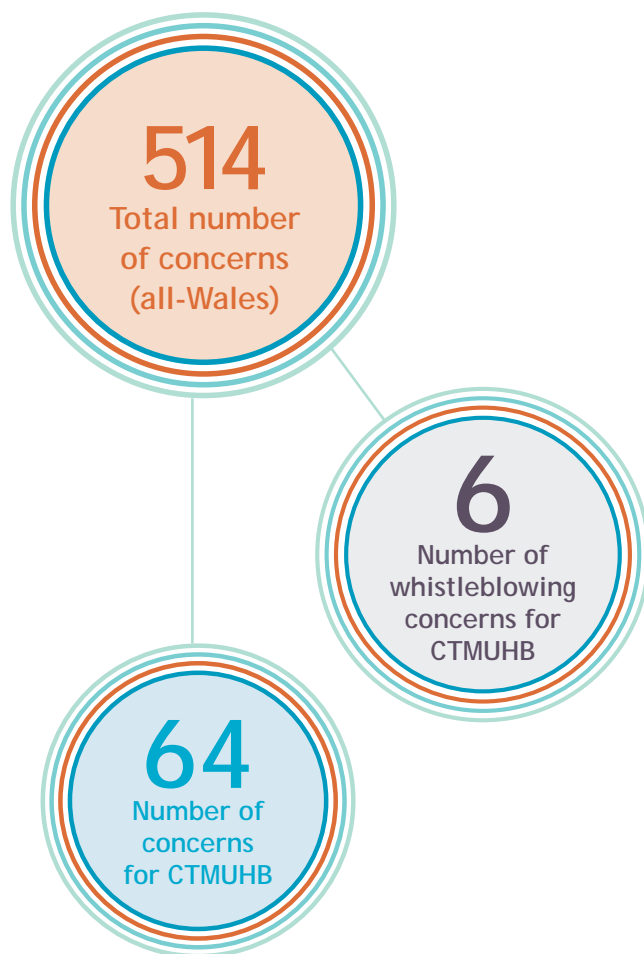 514
Total number
of concerns
(all-Wales)
6
Number of
whistleblowing
concerns for
CTMUHB
64
Number of
concerns
for CTMUHB